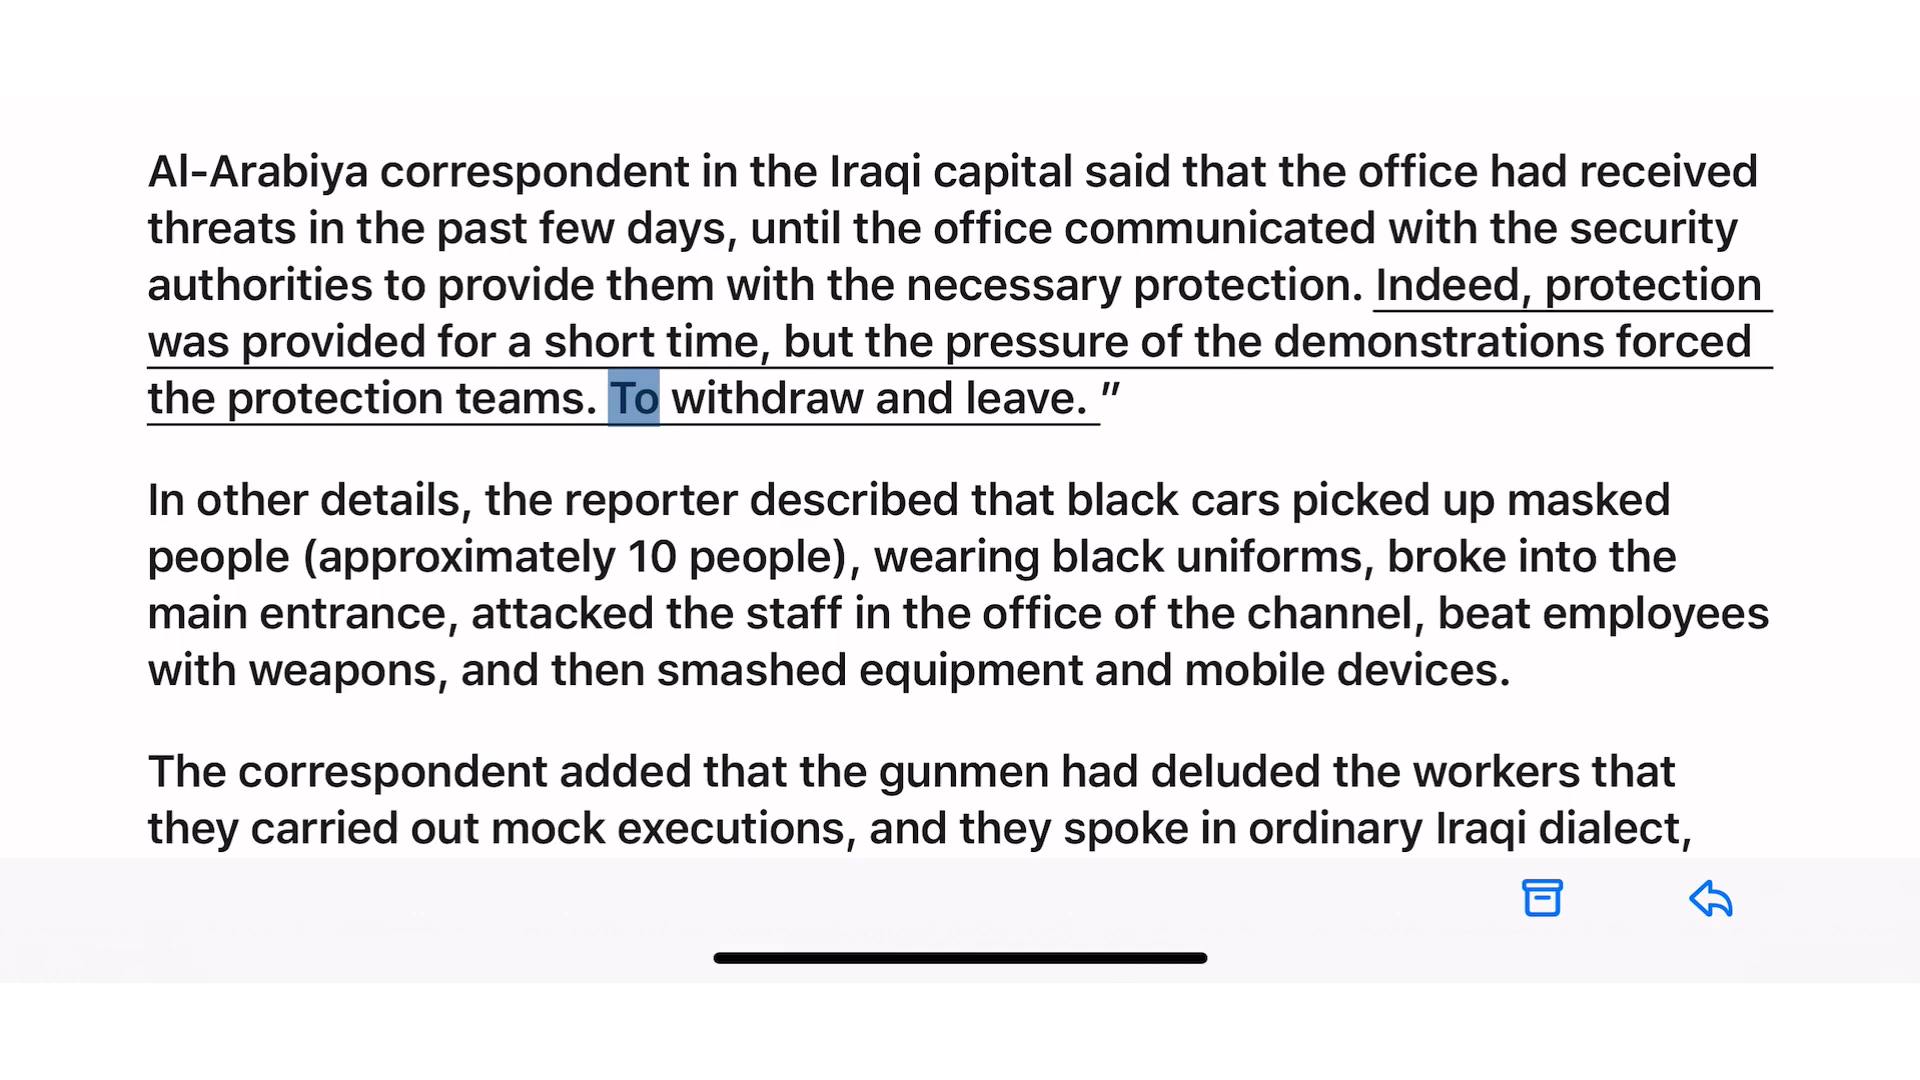 Al-Arabiya correspondent in the Iraqi capital said that the office had received
threats in the past few days, until the office communicated with the security
authorities to provide them with the necessary protection. Indeed, protection
was provided for a short time, but the pressure of the demonstrations forced
the protection teams. To withdraw and leave. ”
In other details, the reporter described that black cars picked up masked
people (approximately 10 people), wearing black uniforms, broke into the
main entrance, attacked the staff in the office of the channel, beat employees
with weapons, and then smashed equipment and mobile devices.
The correspondent added that the gunmen had deluded the workers that
they carried out mock executions, and they spoke in ordinary Iraqi dialect,